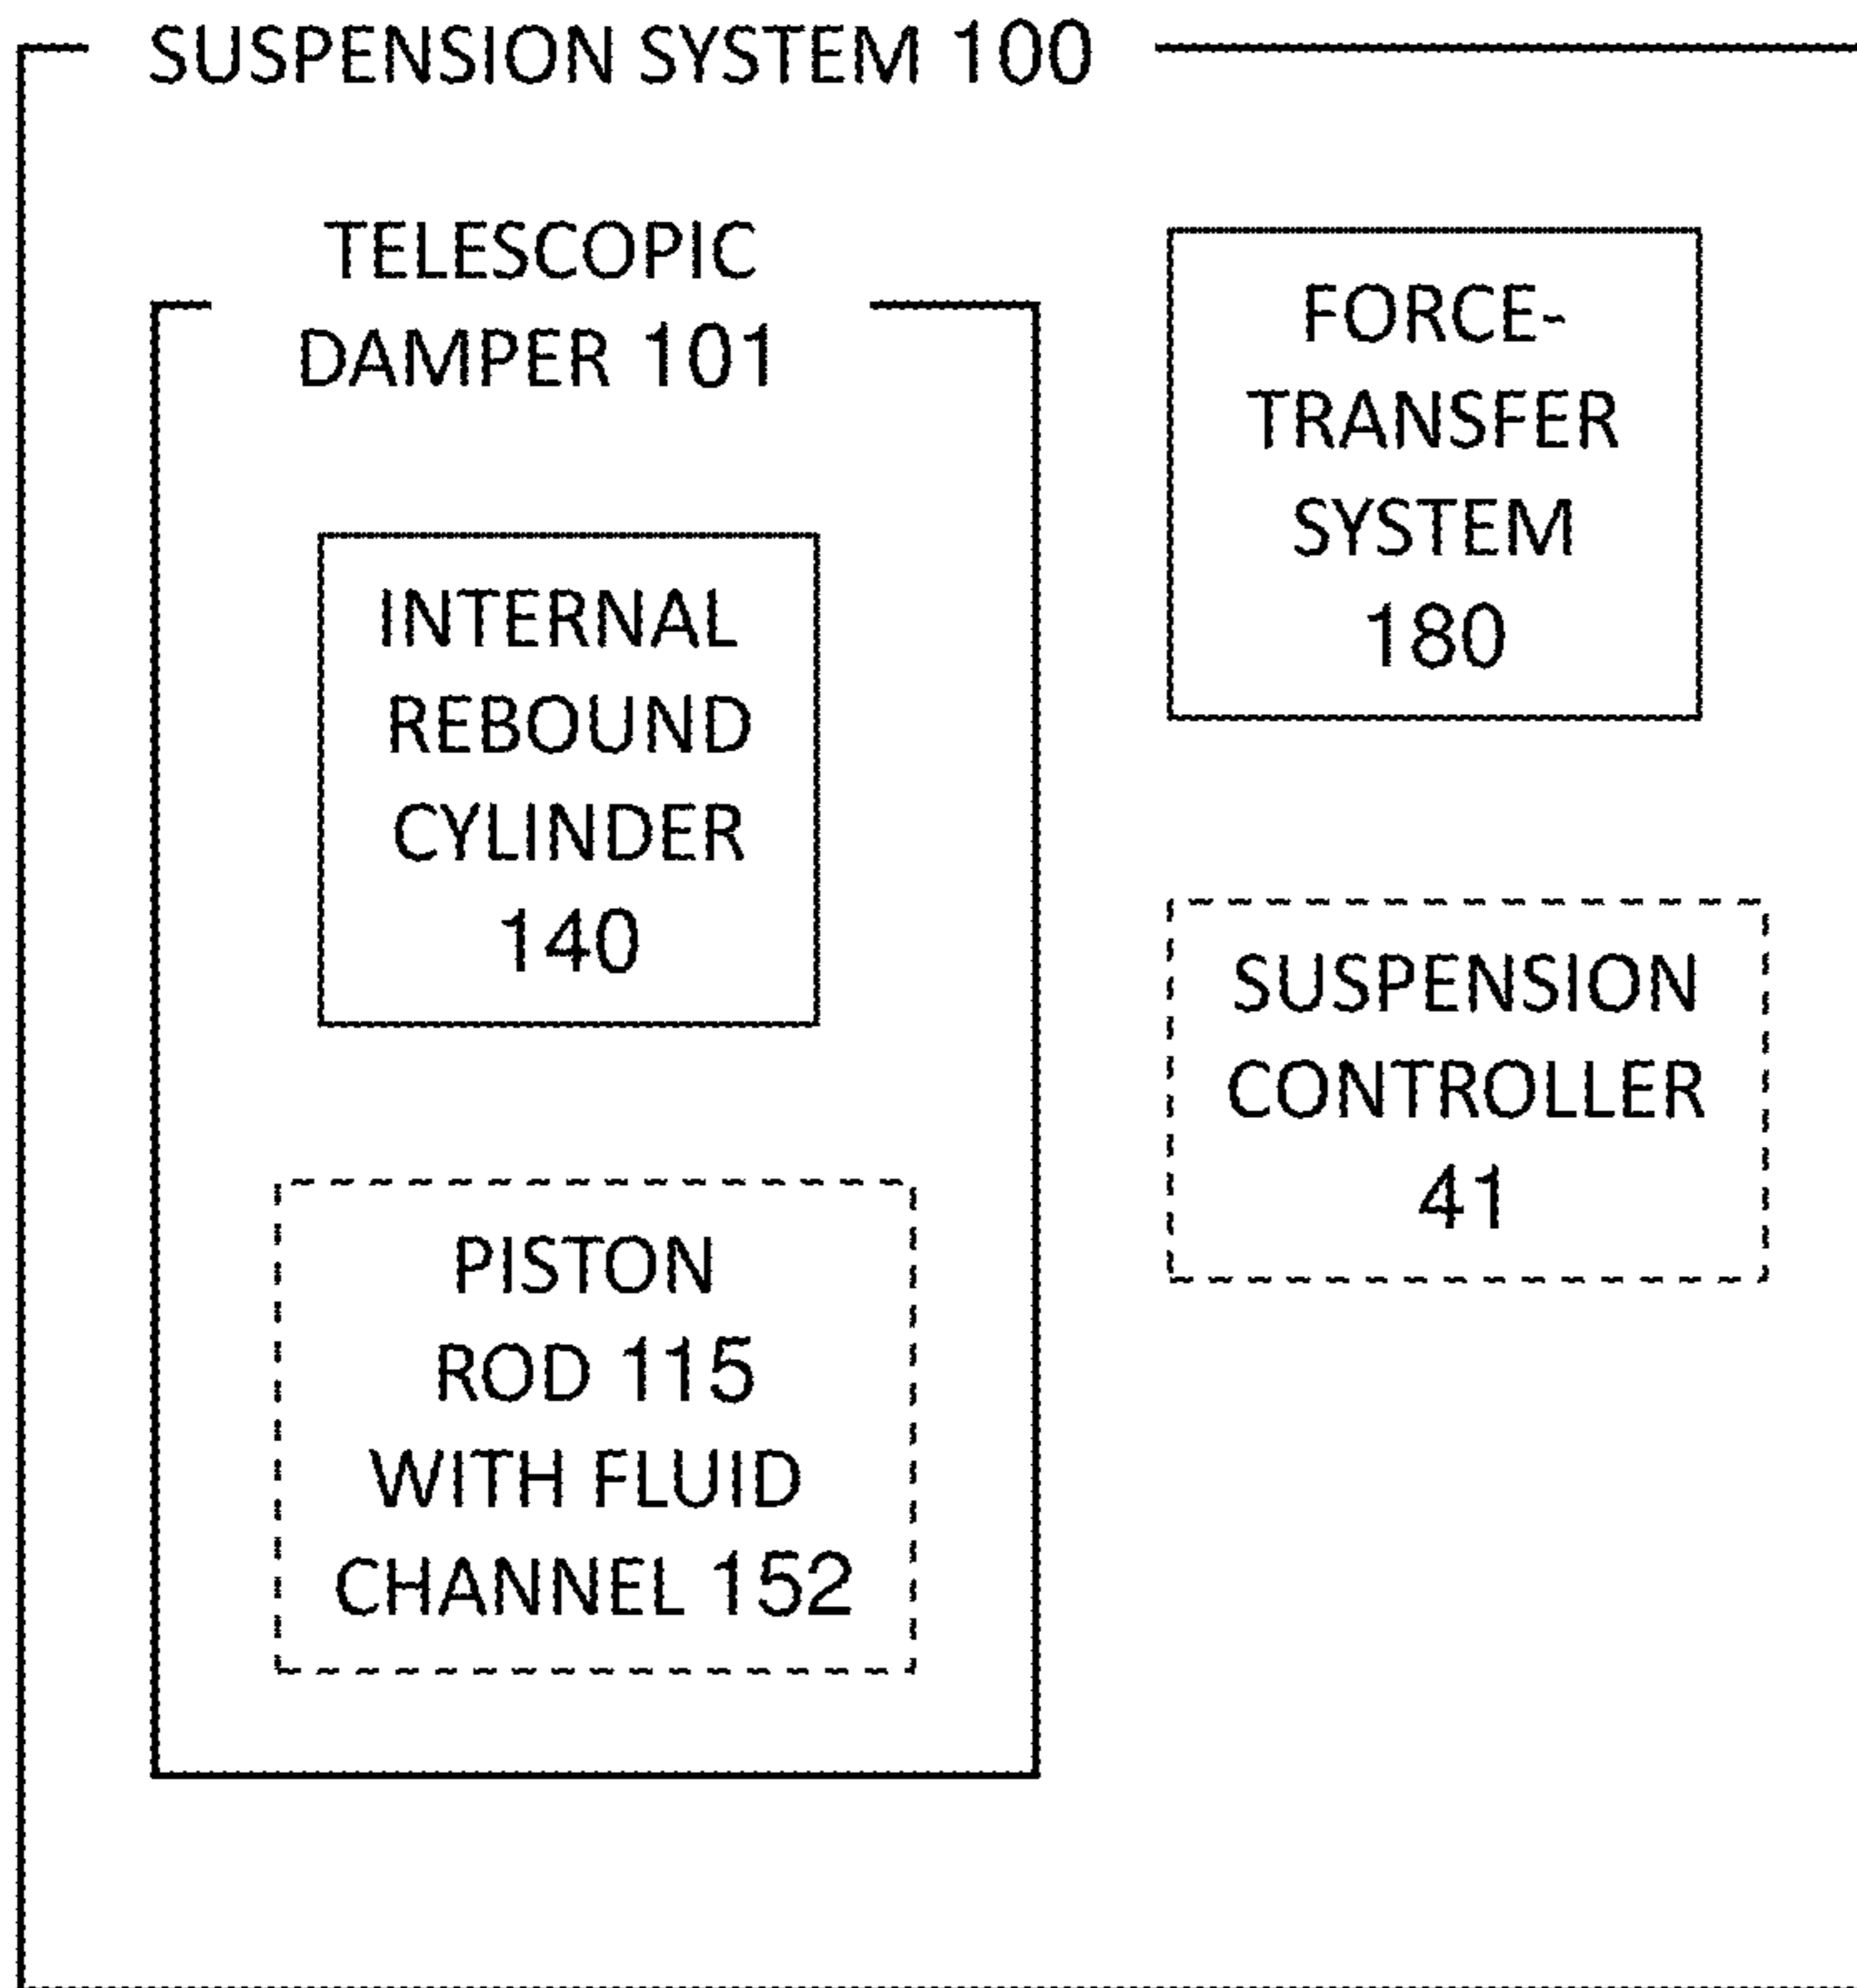 SUSPENSION SYSTEM 100
TELESCOPIC
DAMPER 101
INTERNAL
REBOUND
CYLINDER
140
PISTON
ROD 115
WITH FLUID
CHANNEL 152
FORCE-
TRANSFER
SYSTEM
180
SUSPENSION
CONTROLLER
41